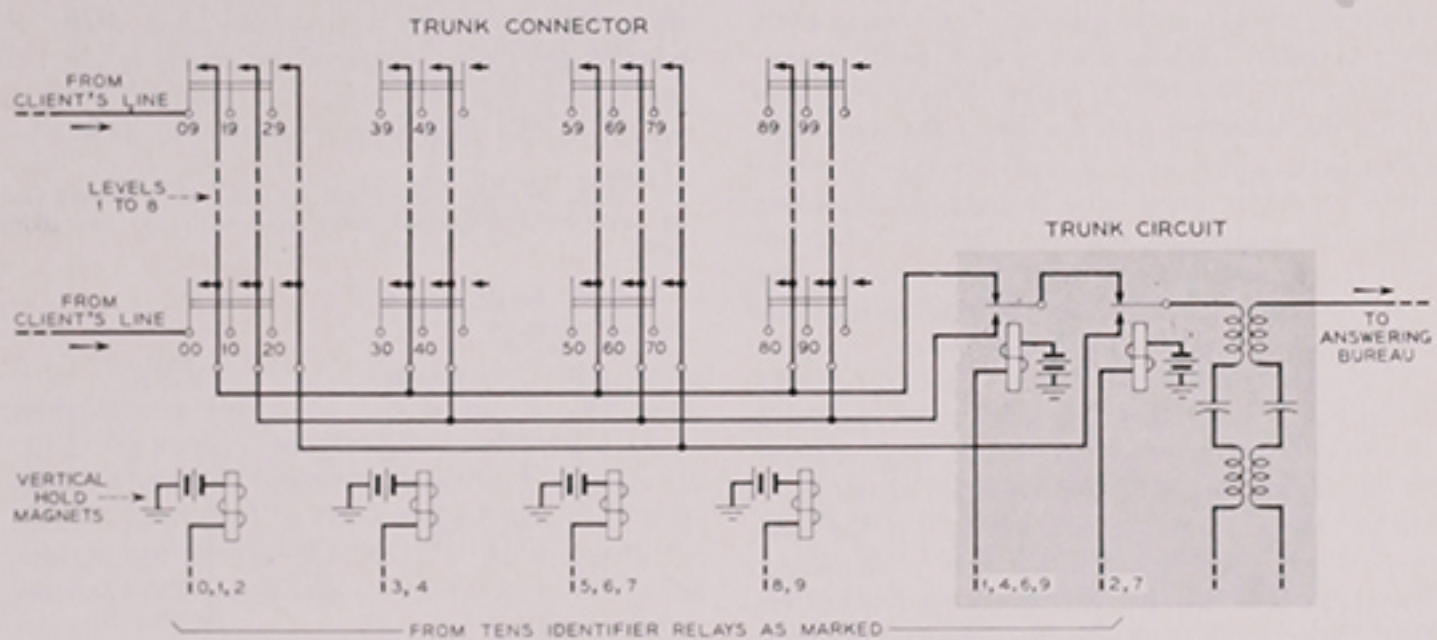 TRUNK CONNECTOR
FROM
CLIENT'S LINE
09 19 29 39 49 59 69 79 89 99
LEVELS
1 TO 8
TRUNK CIRCUIT
FROM
CLIENT'S LINE
00 10 20 30 40 50 60 70 80 90
TO
ANSWERING
BUREAU
VERTICAL
HOLD
MAGNETS
0,1,2 3,4 5,6,7 8,9 1,4,6,9 2,7
FROM TENS IDENTIFIER RELAYS AS MARKED